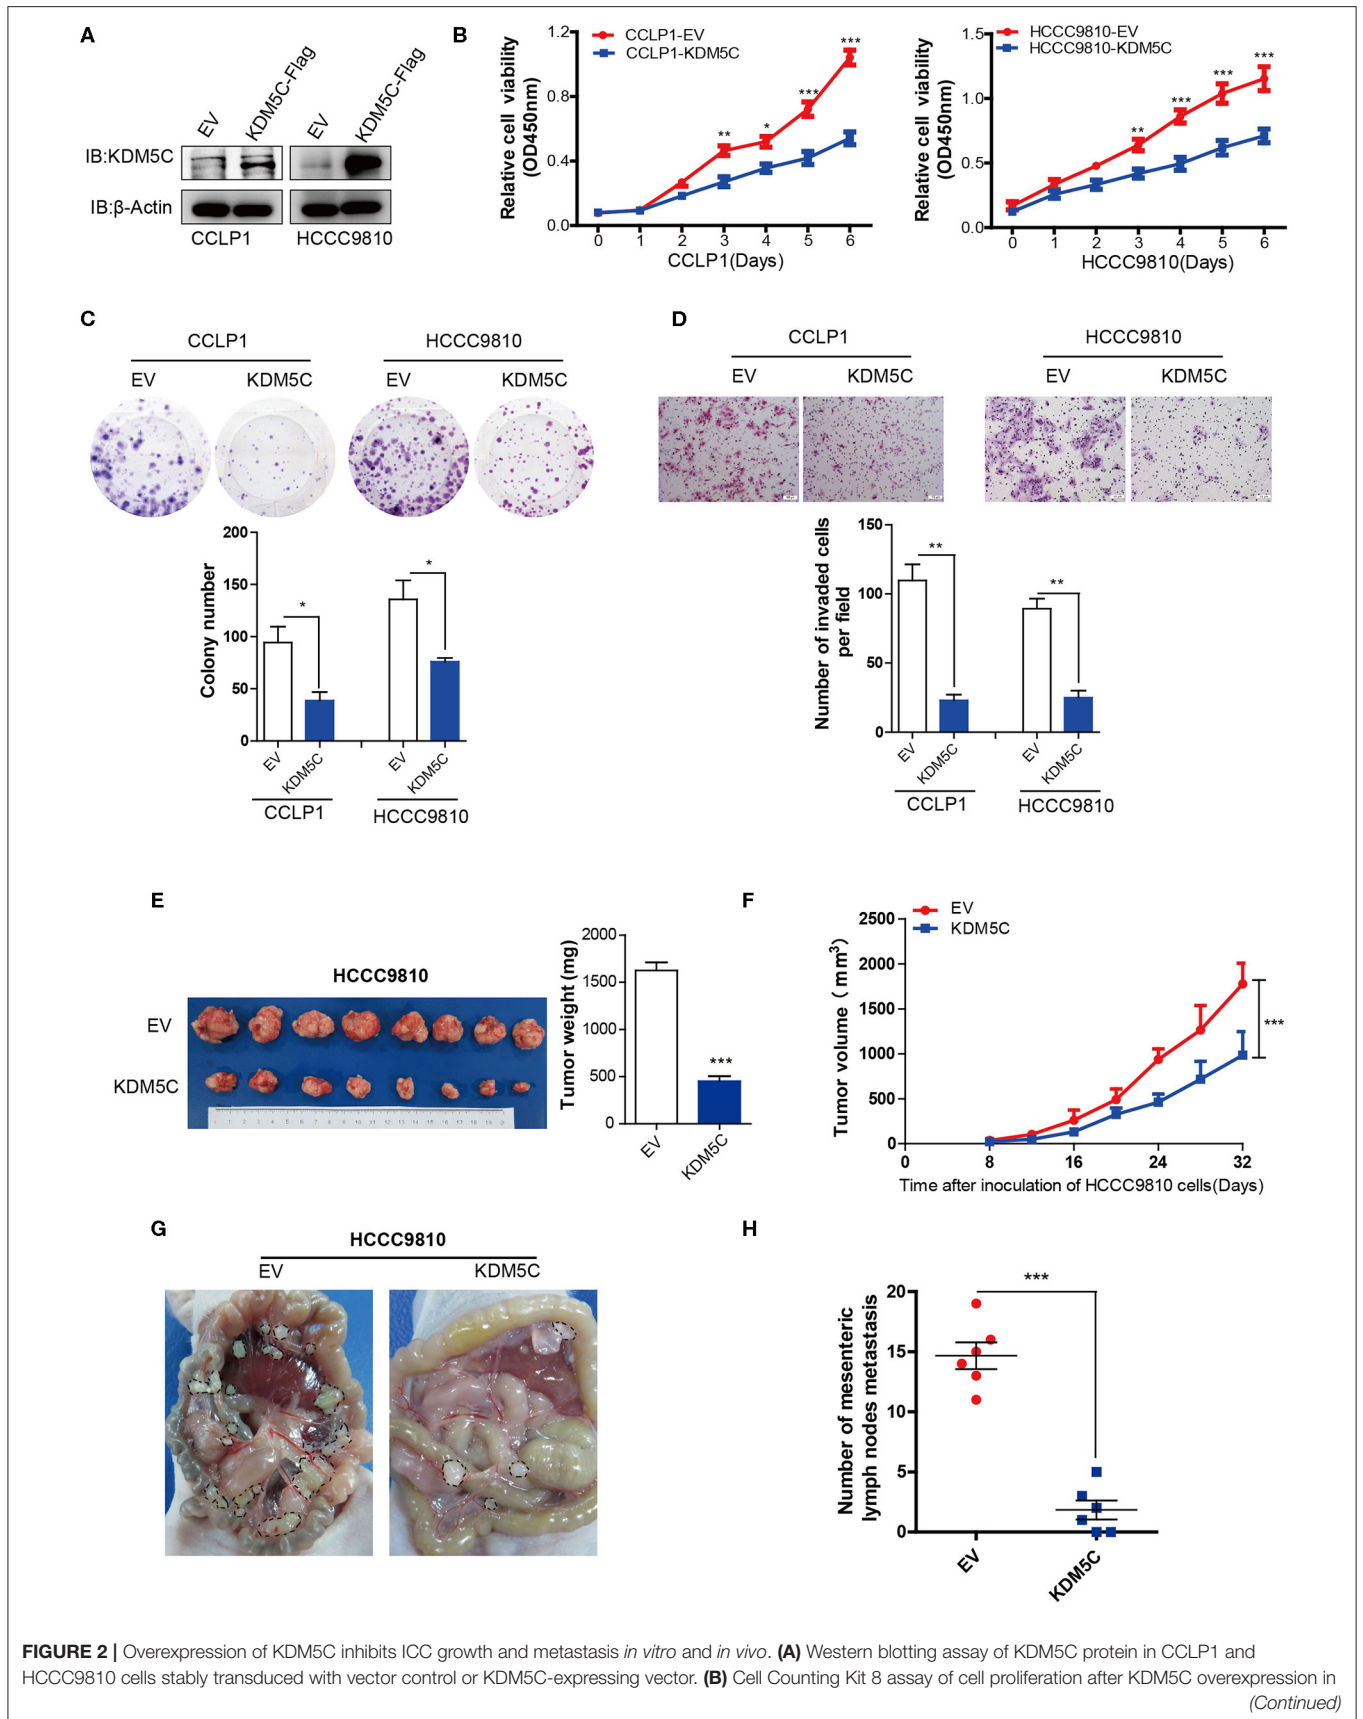 A
EV
KDM5C-Flag
EV
KDM5C-Flag
IB:KDM5C
IB:β-Actin
CCLP1
HCCC9810
B
CCLP1-EV
CCLP1-KDM5C
Relative cell viability
(OD450nm)
1.2
0.8
0.4
0.0
** * *** ***
0 1 2 3 4 5 6
CCLP1(Days)
HCCC9810-EV
HCCC9810-KDM5C
Relative cell viability
(OD450nm)
1.5
1.0
0.5
0.0
** *** *** ***
0 1 2 3 4 5 6
HCCC9810(Days)
C
CCLP1
HCCC9810
EV KDM5C EV KDM5C
Colony number
200
150
100
50
0
* *
EV KDM5C EV KDM5C
CCLP1 HCCC9810
D
CCLP1
HCCC9810
EV KDM5C EV KDM5C
Number of invaded cells
per field
150
100
50
0
** **
EV KDM5C EV KDM5C
CCLP1 HCCC9810
E
HCCC9810
EV
KDM5C
Tumor weight (mg)
2000
1500
1000
500
0
***
EV KDM5C
F
EV
KDM5C
Tumor volume ( mm³)
2500
2000
1500
1000
500
0
***
0 8 16 24 32
Time after inoculation of HCCC9810 cells(Days)
G
HCCC9810
EV KDM5C
H
Number of mesenteric
lymph nodes metastasis
20
15
10
5
0
***
EV KDM5C
FIGURE 2 | Overexpression of KDM5C inhibits ICC growth and metastasis in vitro and in vivo. (A) Western blotting assay of KDM5C protein in CCLP1 and
HCCC9810 cells stably transduced with vector control or KDM5C-expressing vector. (B) Cell Counting Kit 8 assay of cell proliferation after KDM5C overexpression in
(Continued)